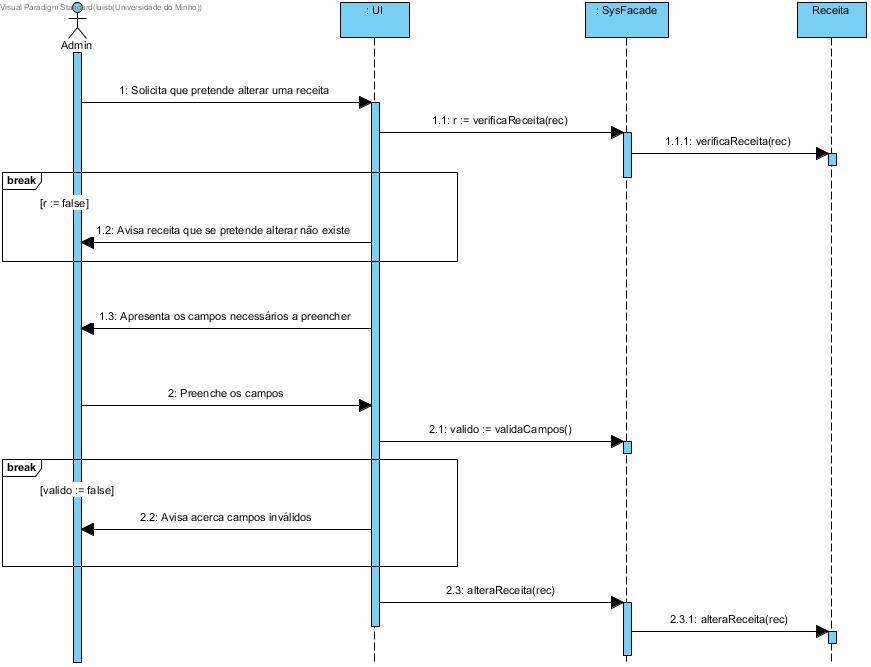 Visual Paradigm Standard(luisb(Universidade do Minho))
: UI
: SysFacade
Receita
Admin
1: Solicita que pretende alterar uma receita
1.1: r := verificaReceita(rec)
1.1.1: verificaReceita(rec)
break
[r := false]
1.2: Avisa receita que se pretende alterar não existe
1.3: Apresenta os campos necessários a preencher
2: Preenche os campos
2.1: valido := validaCampos()
break
[valido := false]
2.2: Avisa acerca campos inválidos
2.3: alteraReceita(rec)
2.3.1: alteraReceita(rec)